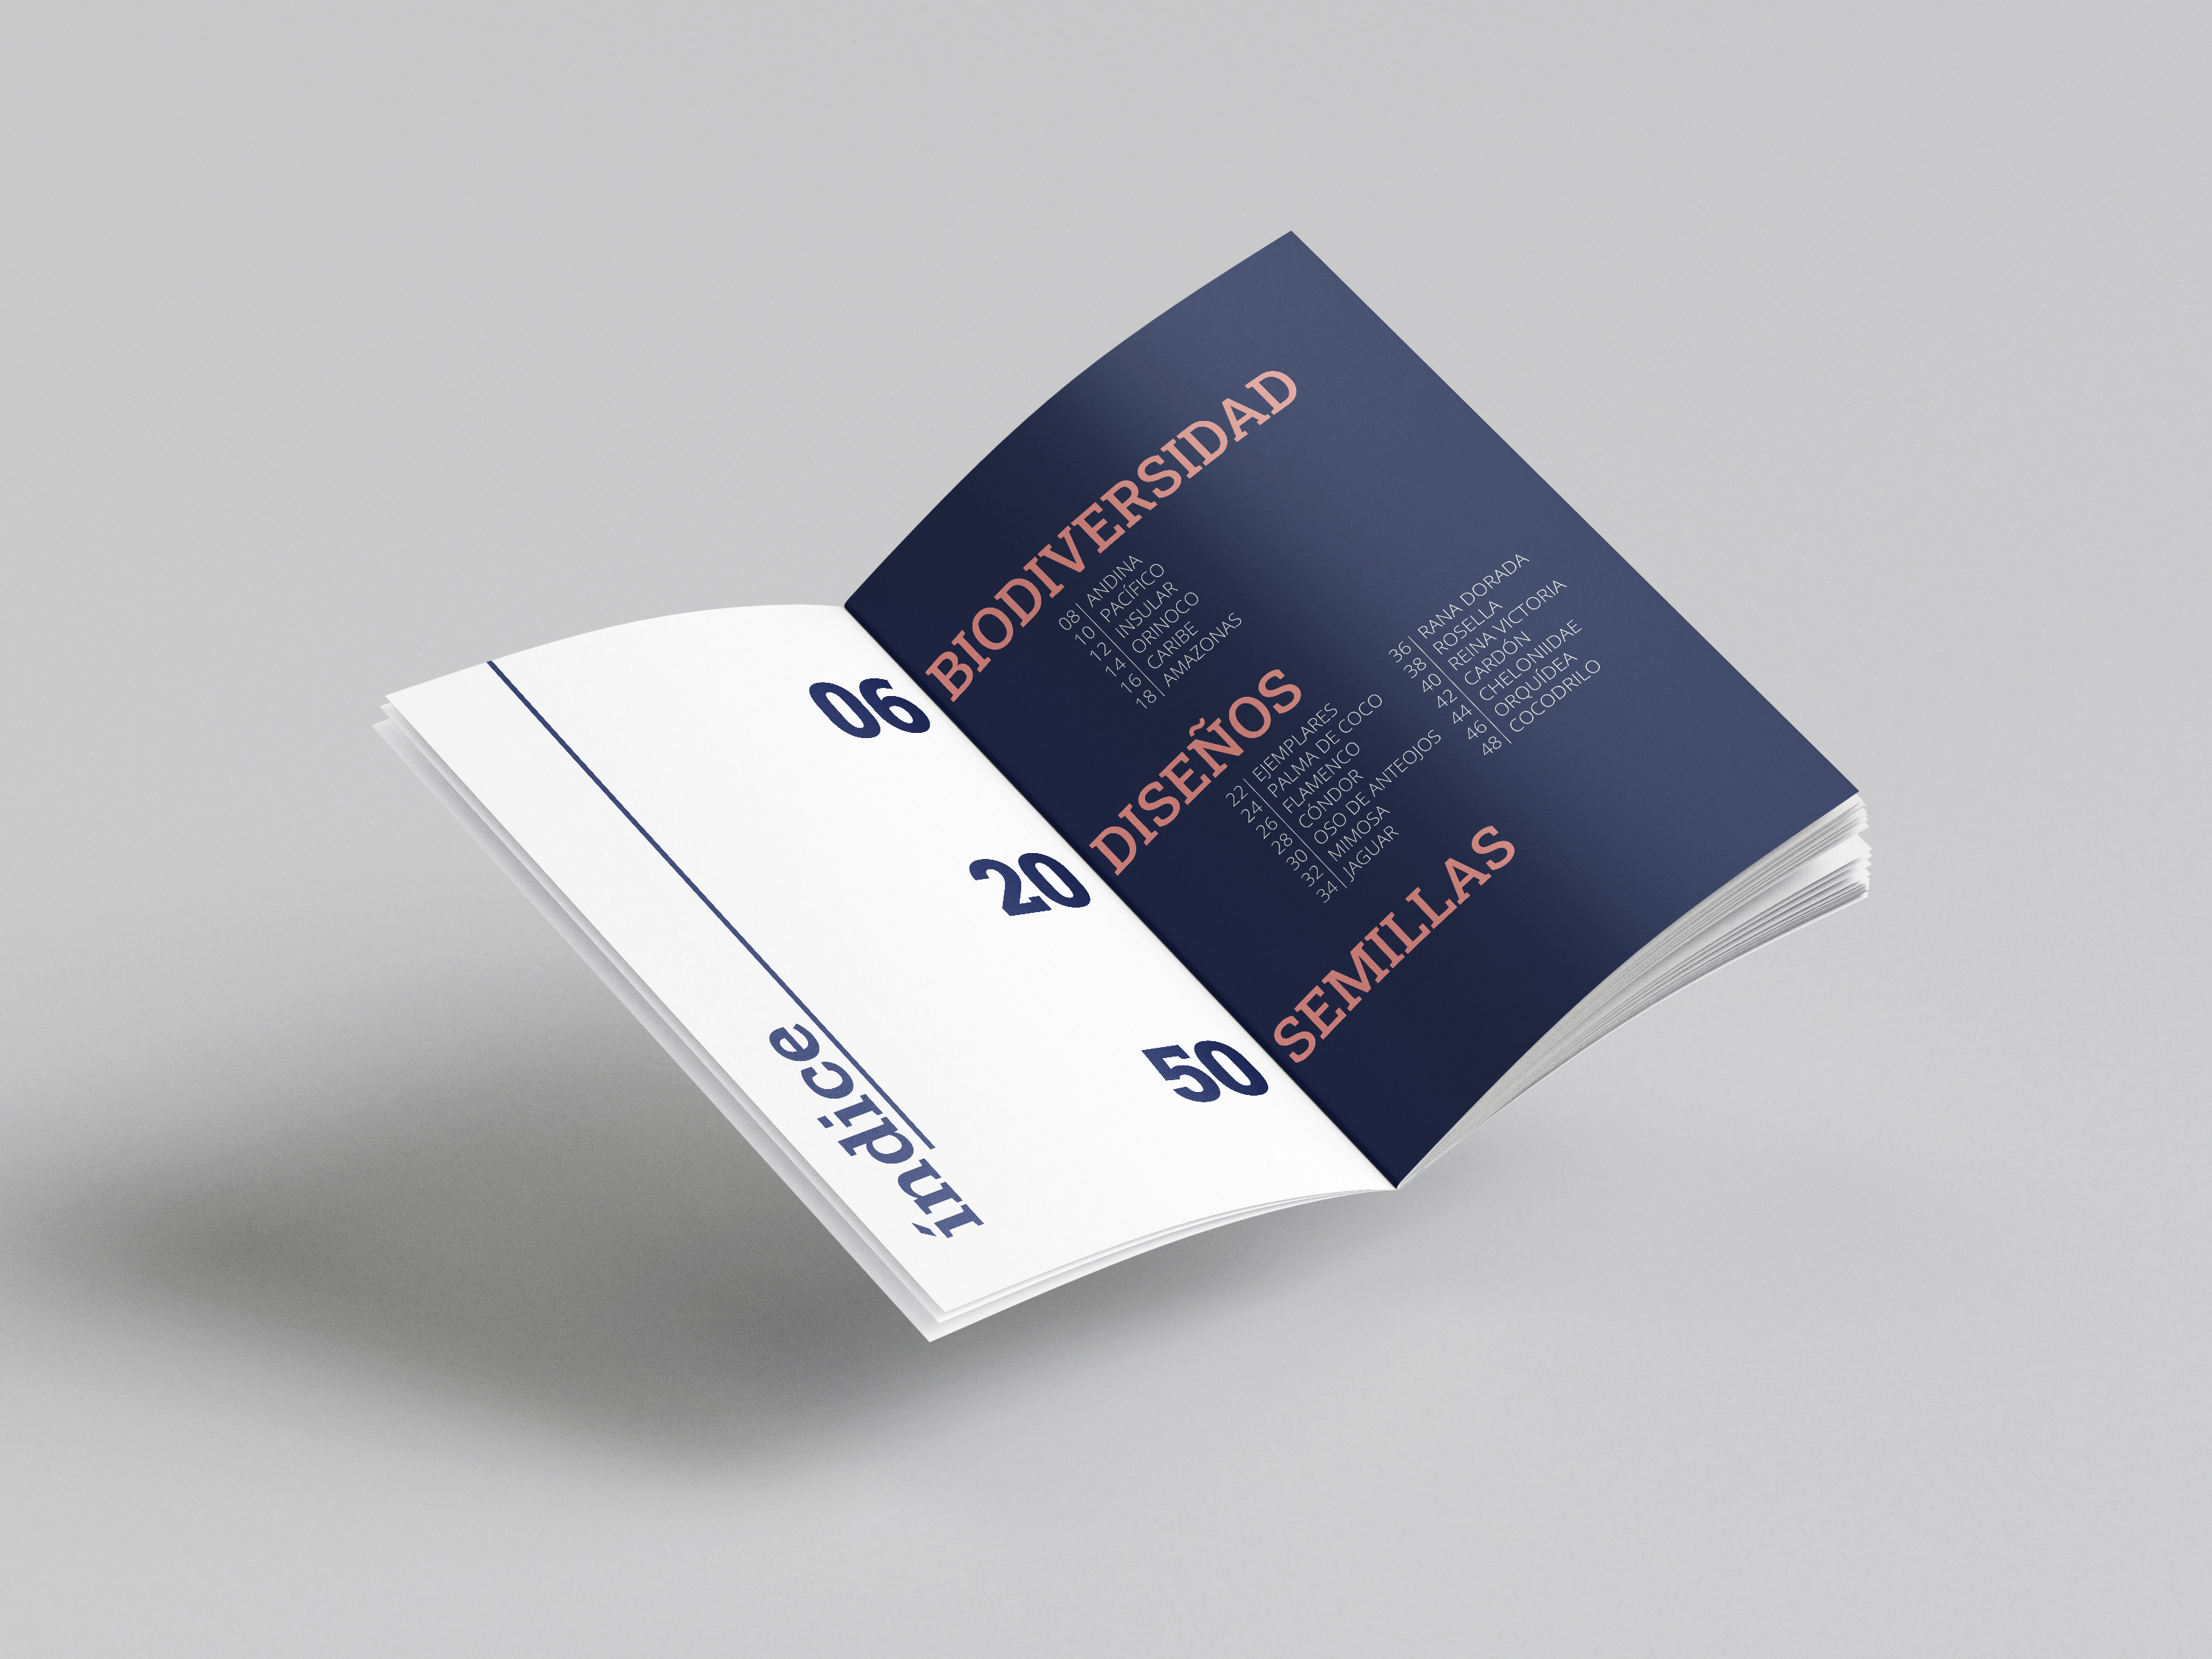 índice
06
BIODIVERSIDAD
08 | ANDINA
10 | PACÍFICO
12 | INSULAR
14 | ORINOCO
16 | CARIBE
18 | AMAZONAS
20
DISEÑOS
22 | EJEMPLARES
24 | PALMA DE COCO
26 | FLAMENCO
28 | CÓNDOR
30 | OSO DE ANTEOJOS
32 | MIMOSA
34 | JAGUAR
36 | RANA DORADA
38 | ROSELLA
40 | REINA VICTORIA
42 | CARDÓN
44 | CHELONIIDAE
46 | ORQUÍDEA
48 | COCODRILO
50
SEMILLAS